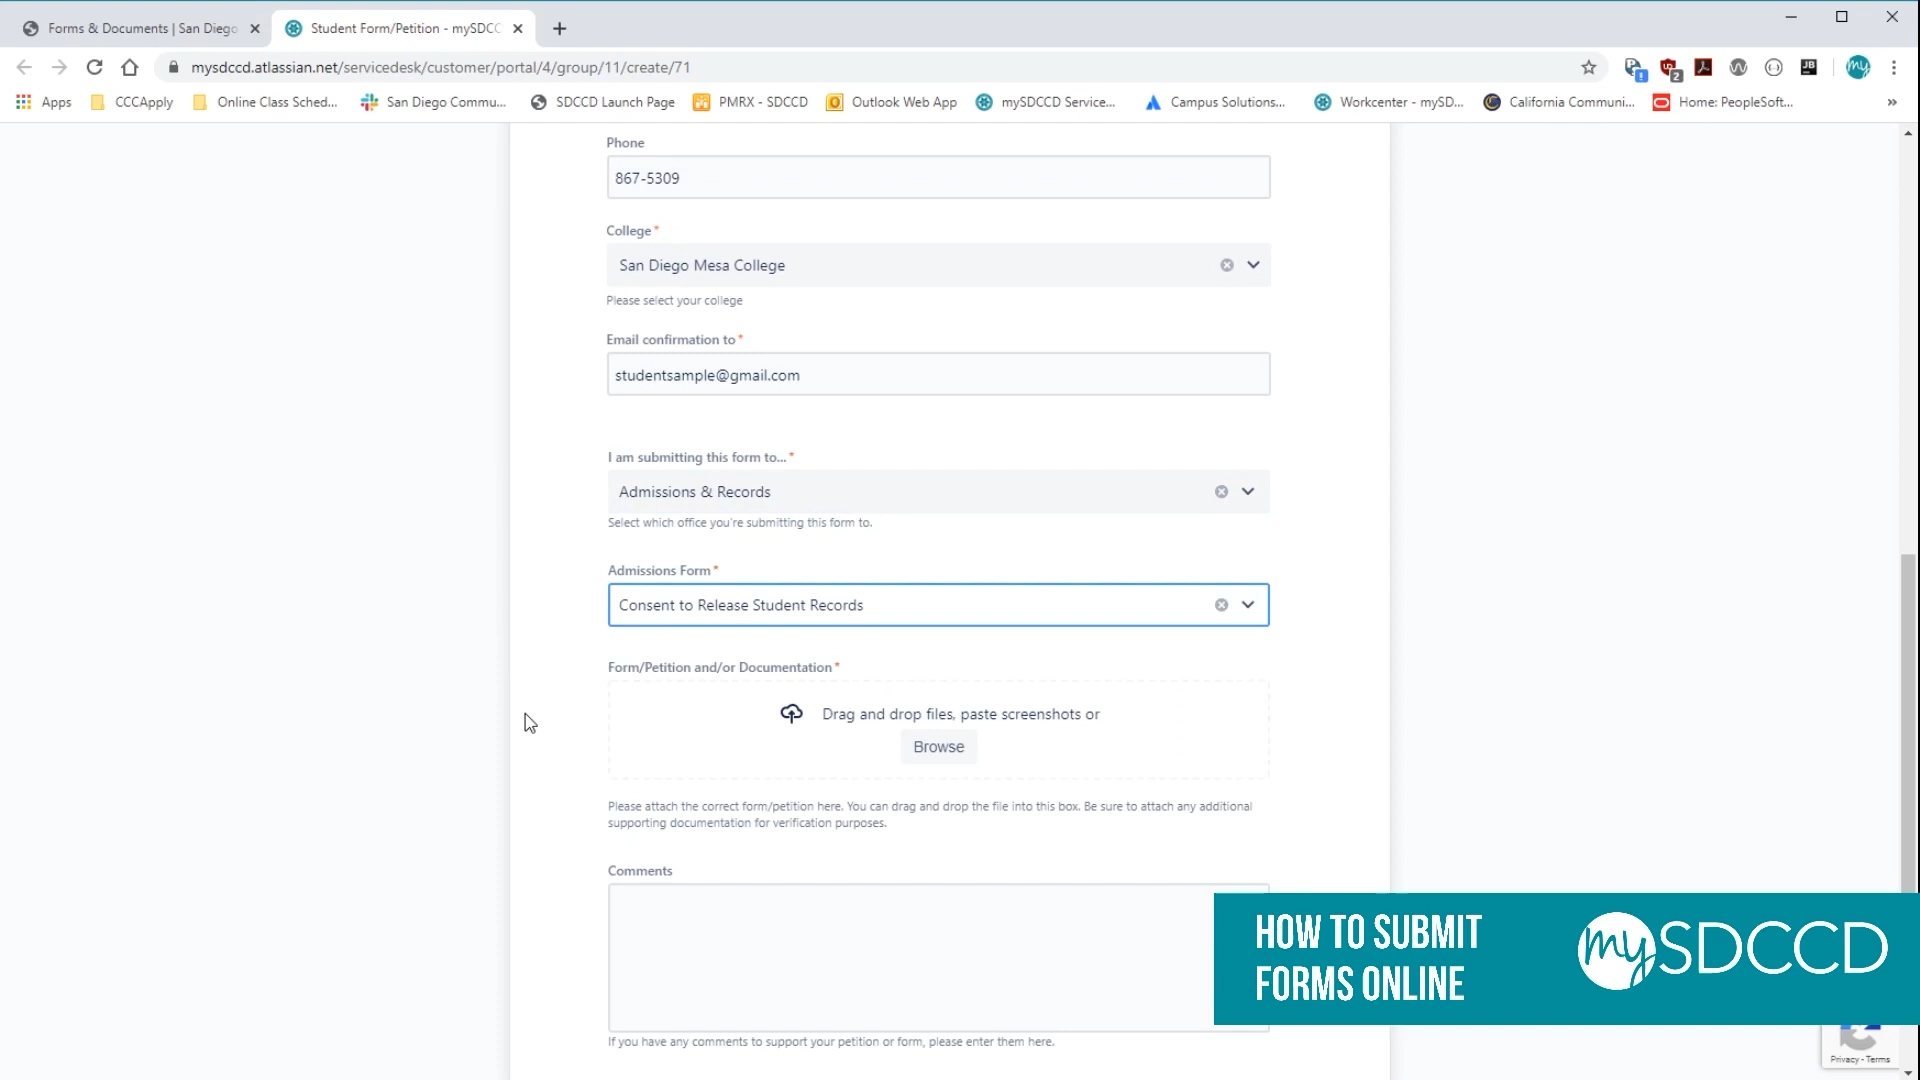 Forms & Documents | San Diego
Student Form/Petition - mySDCC
mysdccd.atlassian.net/servicedesk/customer/portal/4/group/11/create/71
2
JB
my
Apps
CCCApply
Online Class Sched...
San Diego Commu...
SDCCD Launch Page
PMRX - SDCCD
Outlook Web App
mySDCCD Service...
Campus Solutions...
Workcenter - mySD...
California Communi...
Home: PeopleSoft...
»
Phone
867-5309
College*
San Diego Mesa College
Please select your college
Email confirmation to*
studentsample@gmail.com
I am submitting this form to...*
Admissions & Records
Select which office you're submitting this form to.
Admissions Form*
Consent to Release Student Records
Form/Petition and/or Documentation*
Drag and drop files, paste screenshots or
Browse
Please attach the correct form/petition here. You can drag and drop the file into this box. Be sure to attach any additional
supporting documentation for verification purposes.
Comments
If you have any comments to support your petition or form, please enter them here.
HOW TO SUBMIT
FORMS ONLINE
mySDCCD
Privacy - Terms